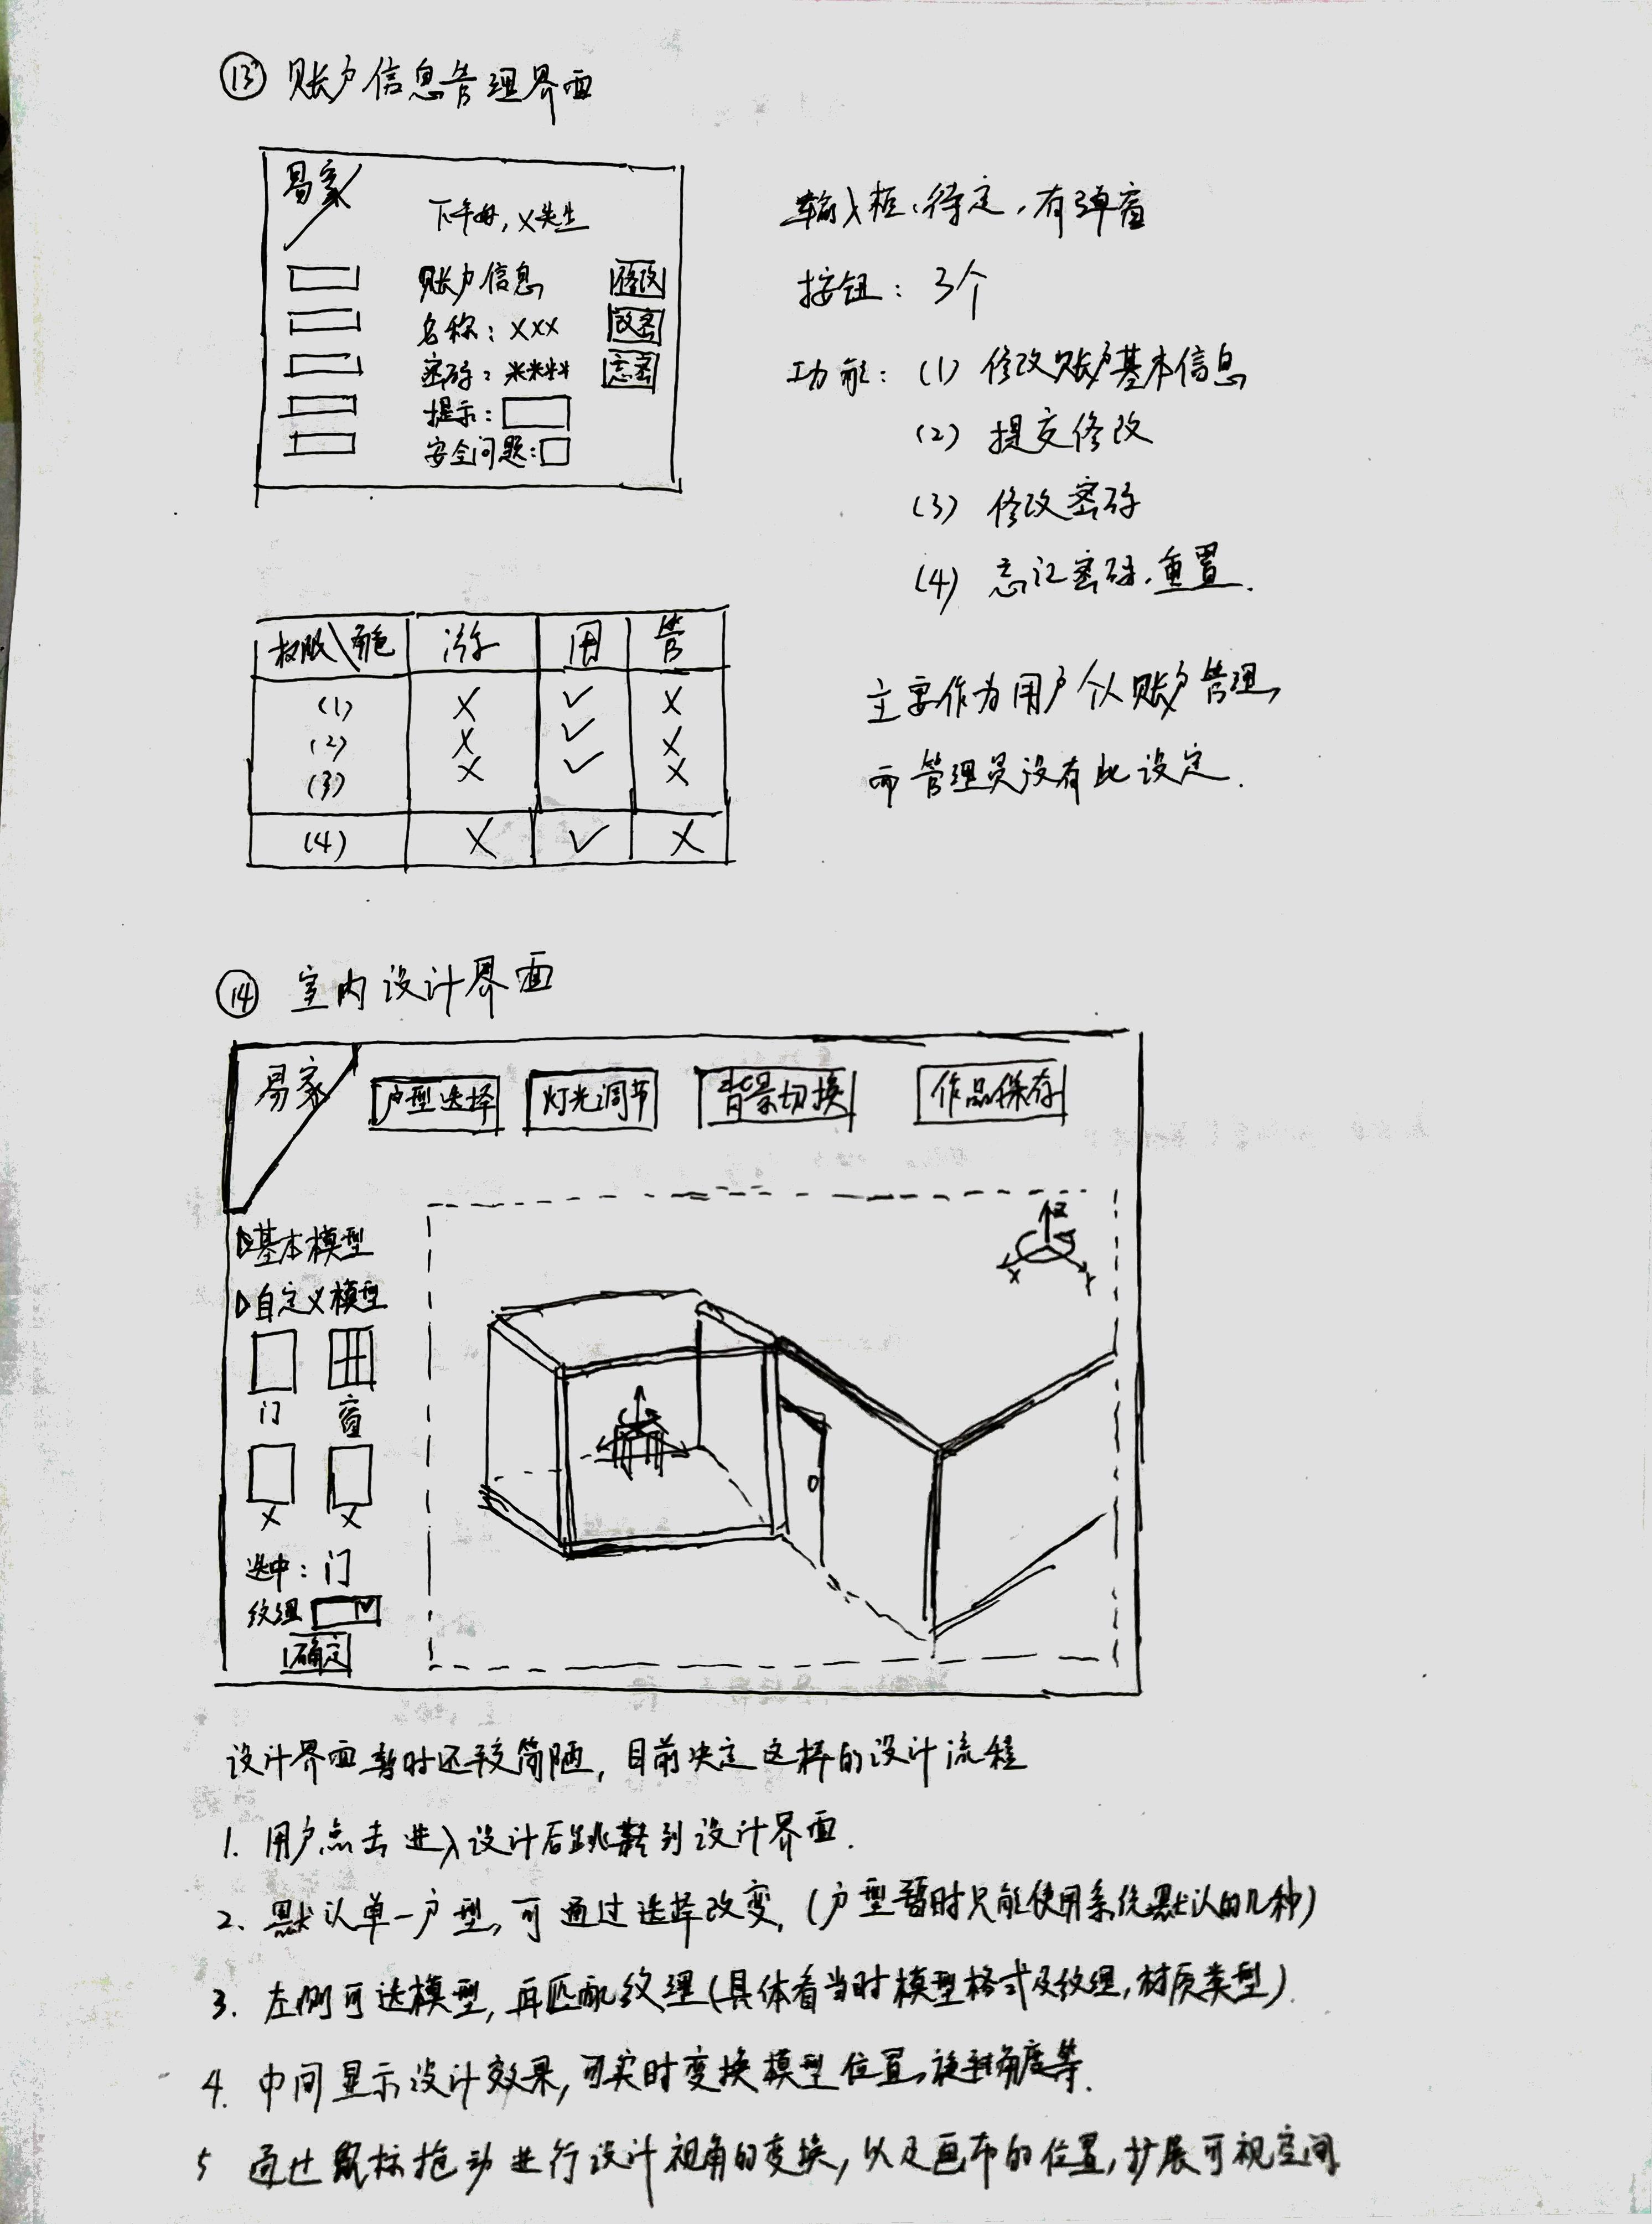 ⑬ 账户信息管理界面
易家
下午好,X先生
账户信息 修改
名称: XXX 改密
密码: **** 忘密
提示:
安全问题:
输入框:待定,有弹窗
按钮: 3个
功能: (1) 修改账户基本信息
(2) 提交修改
(3) 修改密码
(4) 忘记密码,重置.
权限\角色 游 用 管
(1) X ✓ X
(2) X ✓ X
(3) X ✓ X
(4) X ✓ X
主要作为用户个人账户管理,
而管理员没有此设定.
⑭ 室内设计界面
易家 户型选择 灯光调节 背景切换 作品保存
Z
X Y
▷基本模型
▷自定义模型
门 窗
X X
选中: 门
纹理
确定
设计界面暂时还较简陋, 目前决定这样的设计流程
1. 用户点击进入设计后跳转到设计界面.
2. 默认单一户型, 可通过选择改变, (户型暂时只能使用系统默认的几种)
3. 左侧可选模型, 再匹配纹理(具体看当时模型格式及纹理, 材质类型).
4. 中间显示设计效果, 可实时变换模型位置,旋转角度等.
5 通过鼠标拖动进行设计视角的变换, 以及画布的位置, 扩展可视空间